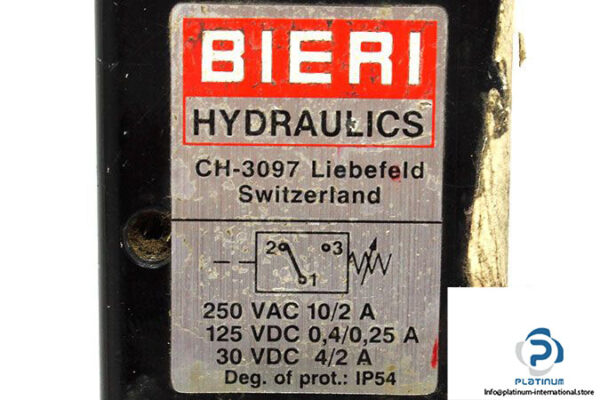 BIERI
HYDRAULICS
CH-3097 Liebefeld
Switzerland
2 3
1
250 VAC 10/2 A
125 VDC 0,4/0,25 A
30 VDC 4/2 A
Deg. of prot.: IP54
PLATINUM
Info@platinum-international.store